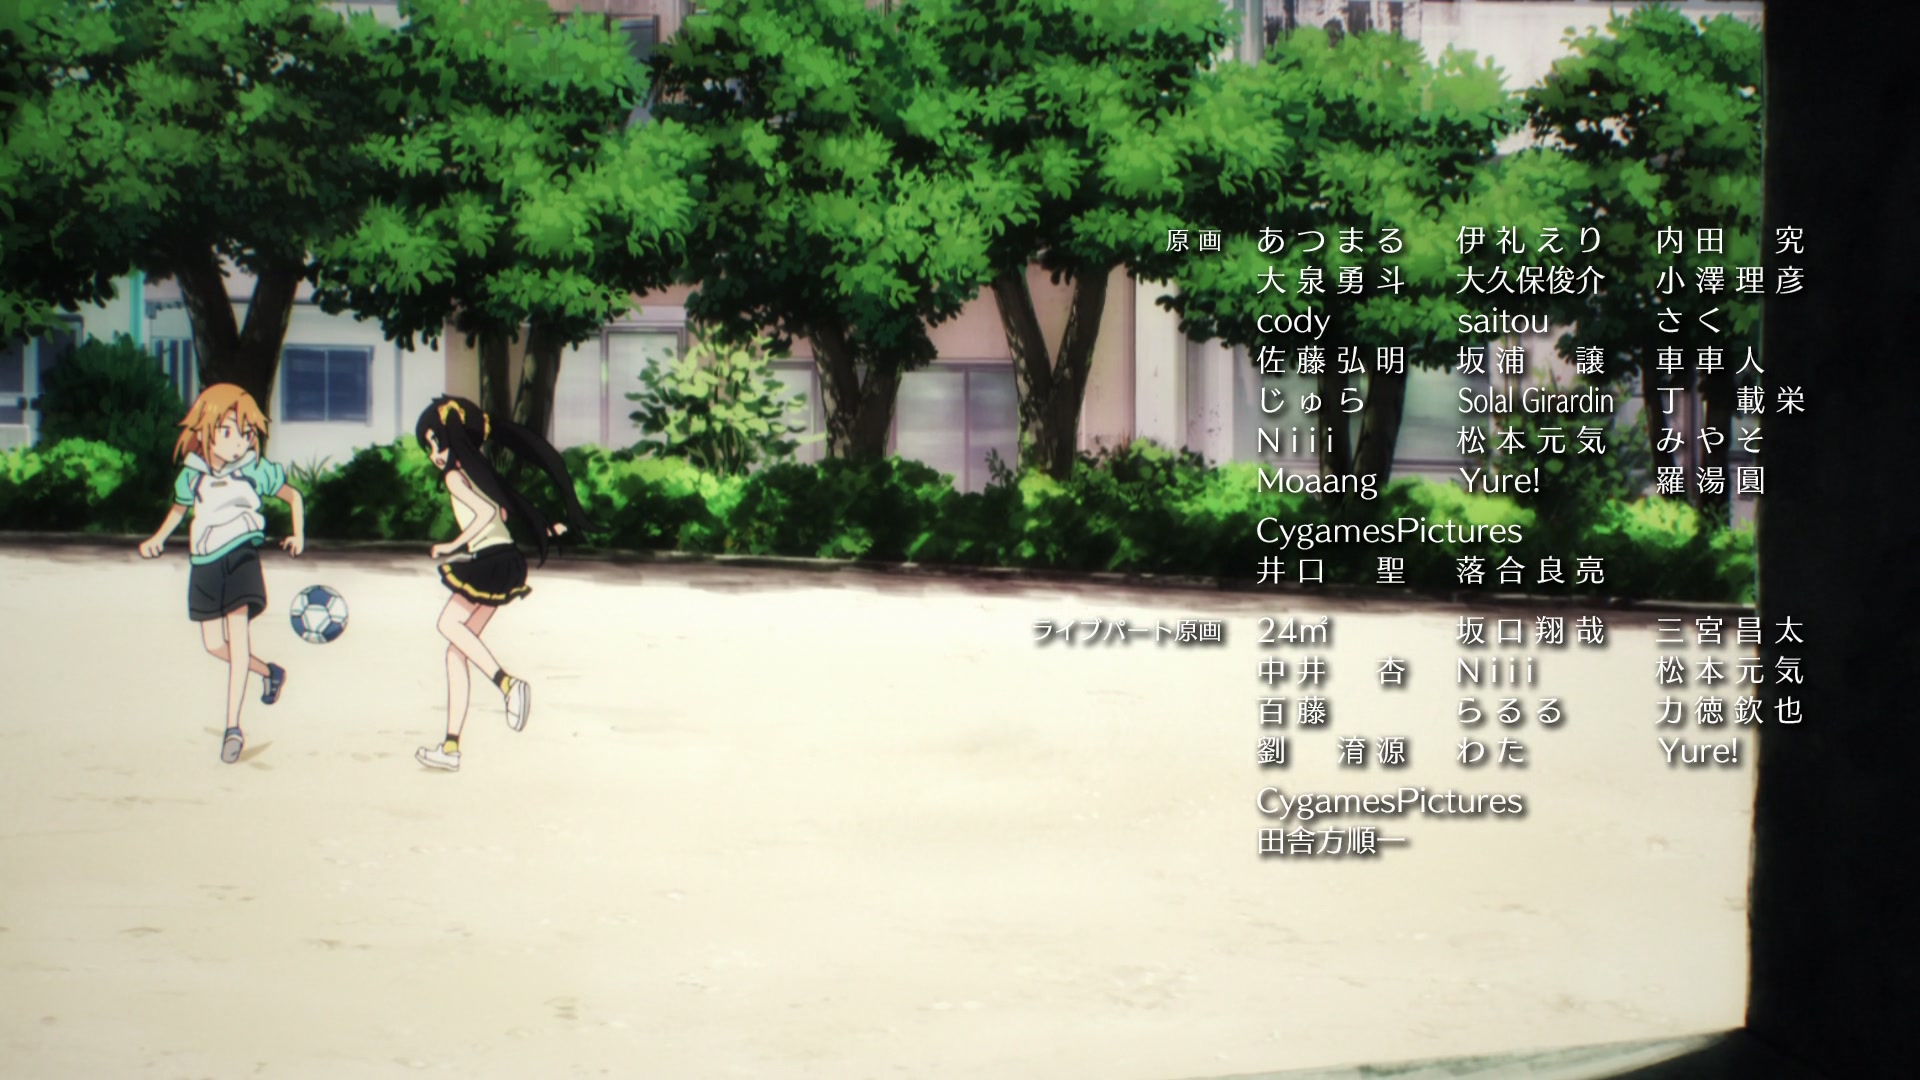 原画 あつまる 伊礼えり 内田 究
大泉勇斗 大久保俊介 小澤理彦
cody saitou さく
佐藤弘明 坂浦 譲 車車人
じゅら Solal Girardin 丁 載栄
Niii 松本元気 みやそ
Moaang Yure! 羅湯圓
CygamesPictures
井口 聖 落合良亮
ライブパート原画 24㎡ 坂口翔哉 三宮昌太
中井 杏 Niii 松本元気
百藤 らるる 力徳欽也
劉 淯源 わた Yure!
CygamesPictures
田舎方順一